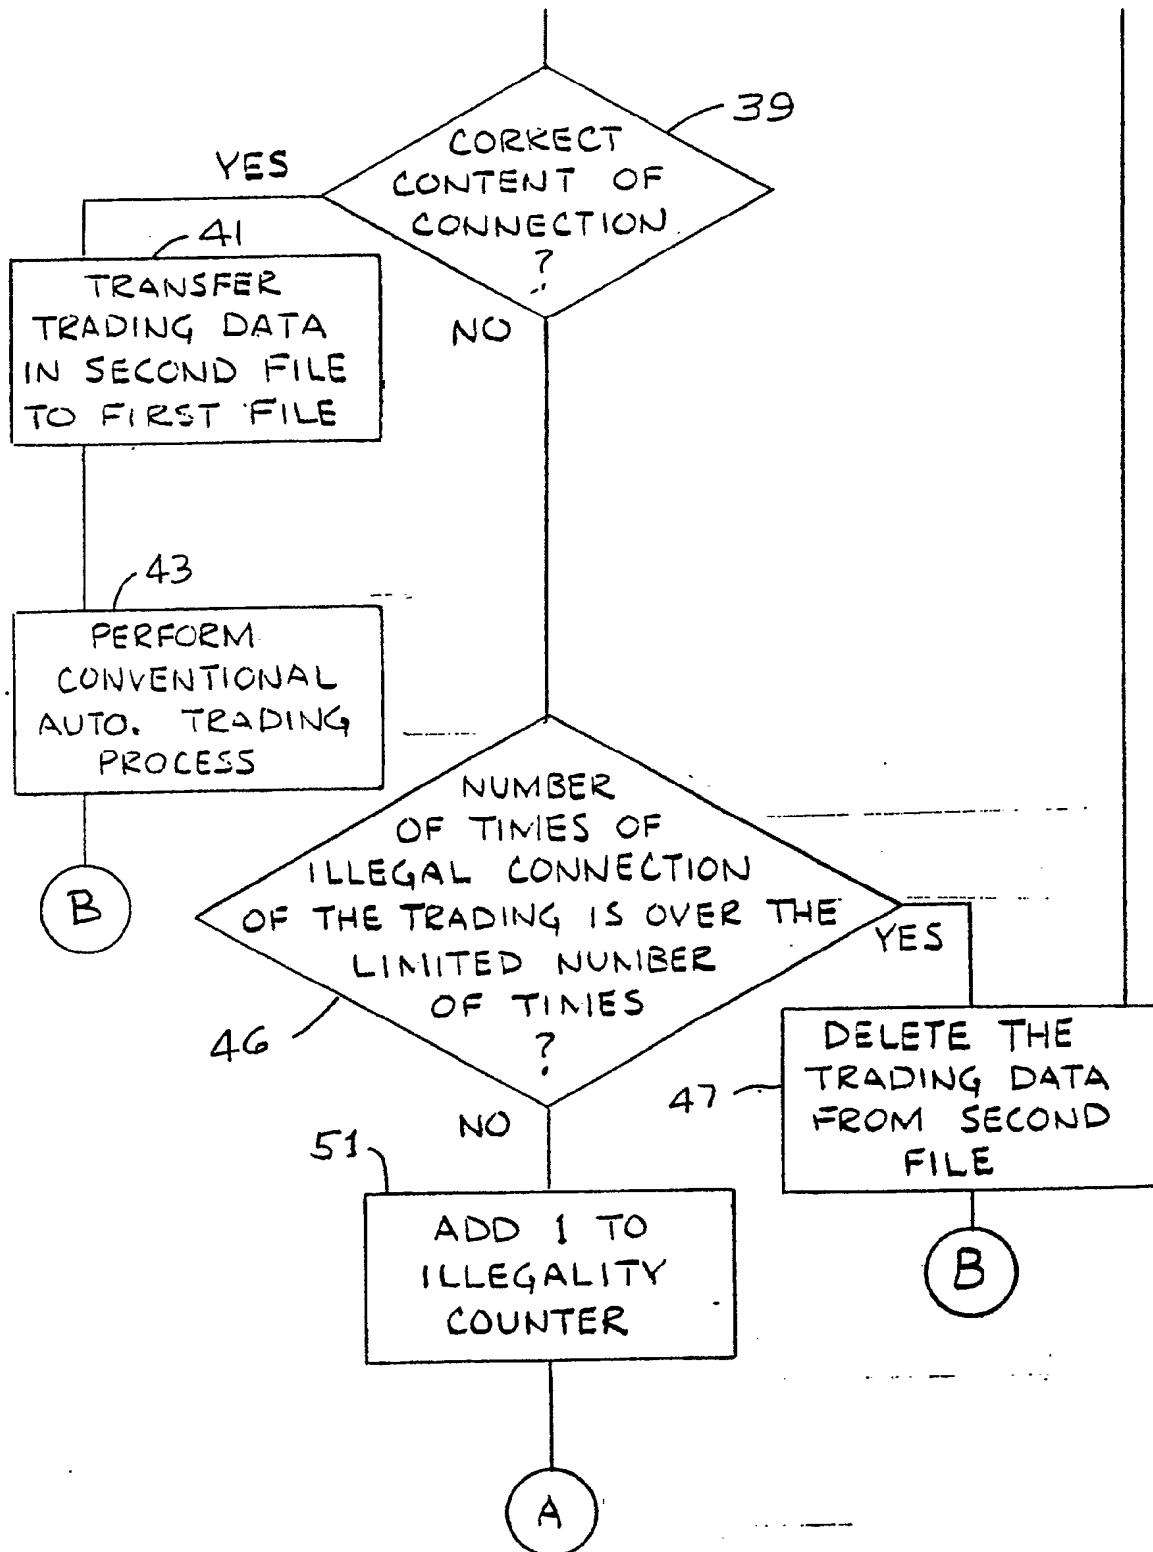 39
CORRECT
CONTENT OF
CONNECTION
?
YES
41
TRANSFER
TRADING DATA
IN SECOND FILE
TO FIRST FILE
NO
43
PERFORM
CONVENTIONAL
AUTO. TRADING
PROCESS
B
NUMBER
OF TIMES OF
ILLEGAL CONNECTION
OF THE TRADING IS OVER THE
LIMITED NUMBER
OF TIMES
?
46
YES
NO
47
DELETE THE
TRADING DATA
FROM SECOND
FILE
B
51
ADD 1 TO
ILLEGALITY
COUNTER
A